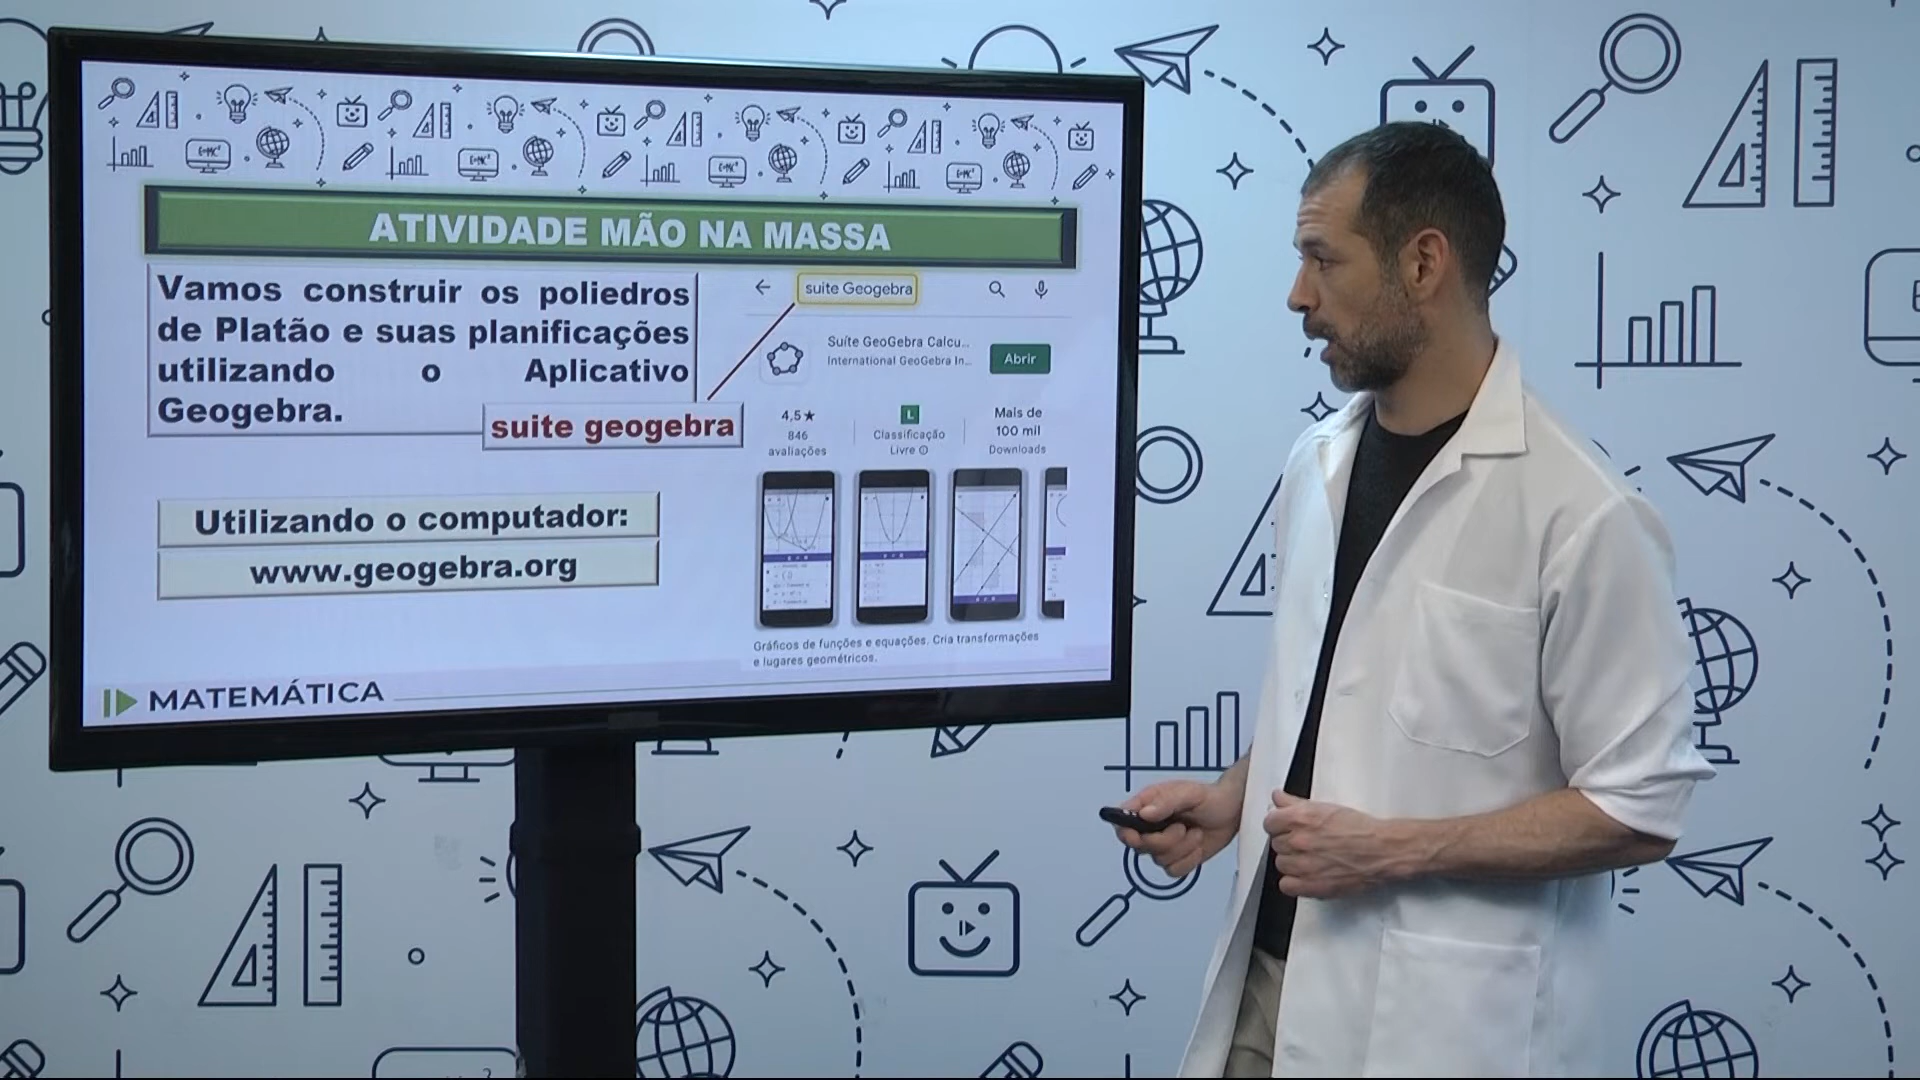 ATIVIDADE MÃO NA MASSA
Vamos construir os poliedros
de Platão e suas planificações
utilizando o Aplicativo
Geogebra.
suite geogebra
Utilizando o computador:
www.geogebra.org
suite Geogebra
Suíte GeoGebra Calcu...
International GeoGebra In...
Abrir
4,5★
846
avaliações
L
Classificação
Livre
Mais de
100 mil
Downloads
Gráficos de funções e equações. Cria transformações
e lugares geométricos.
MATEMÁTICA